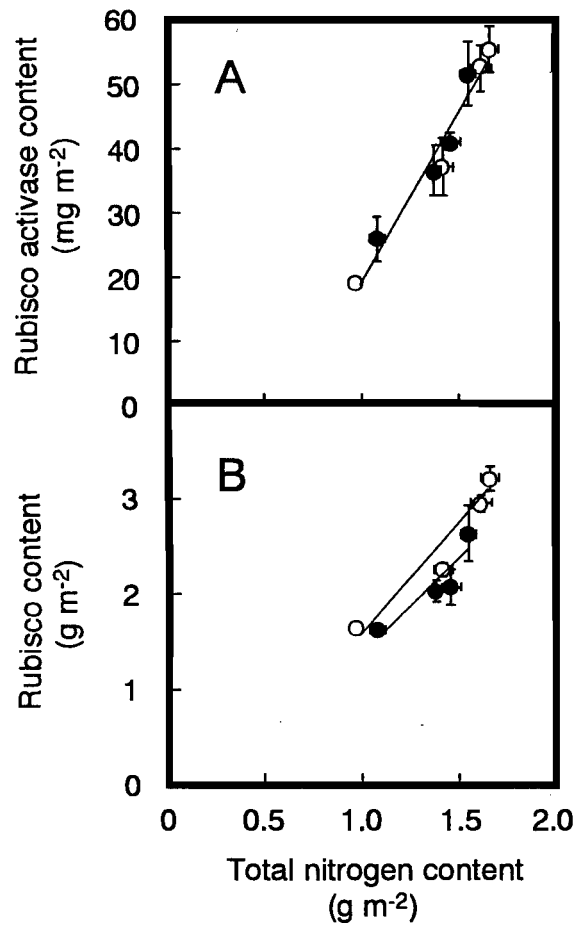 60
A
50
40
30
20
10
0
Rubisco activase content
(mg m-2)
B
3
2
1
0
Rubisco content
(g m-2)
0 0.5 1.0 1.5 2.0
Total nitrogen content
(g m-2)